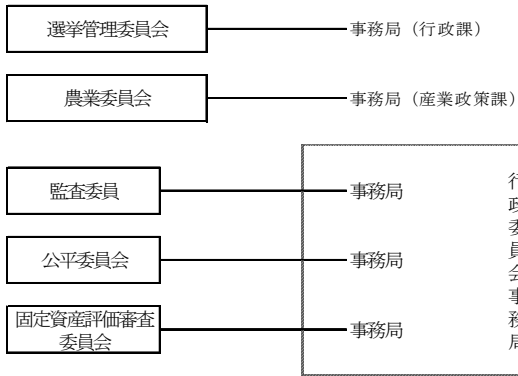 選挙管理委員会
事務局（行政課）
農業委員会
事務局（産業政策課）
監査委員
事務局
公平委員会
事務局
固定資産評価審査
委員会
事務局
行政委員会事務局